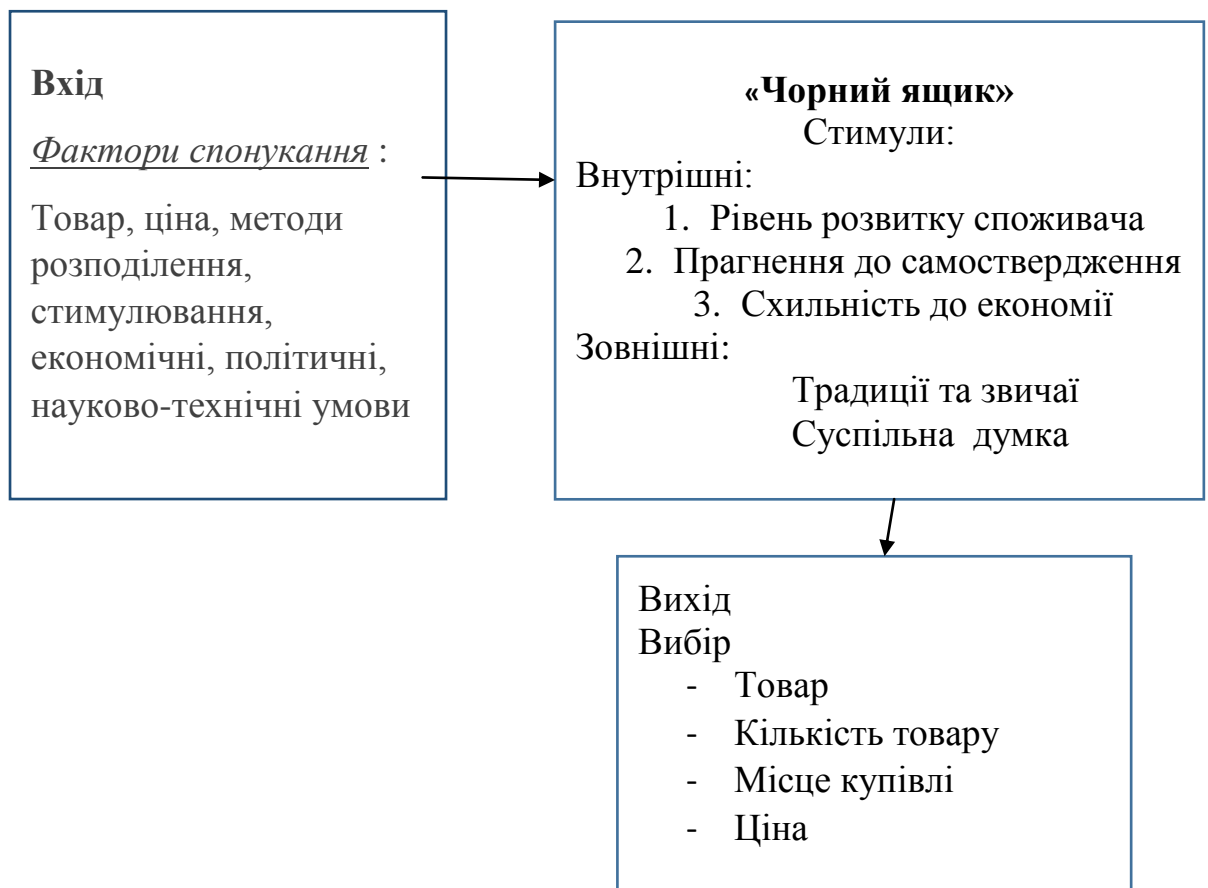 Вхід
Фактори спонукання :
Товар, ціна, методи
розподілення,
стимулювання,
економічні, політичні,
науково-технічні умови
«Чорний ящик»
Стимули:
Внутрішні:
1. Рівень розвитку споживача
2. Прагнення до самоствердження
3. Схильність до економії
Зовнішні:
Традиції та звичаї
Суспільна думка
Вихід
Вибір
- Товар
- Кількість товару
- Місце купівлі
- Ціна